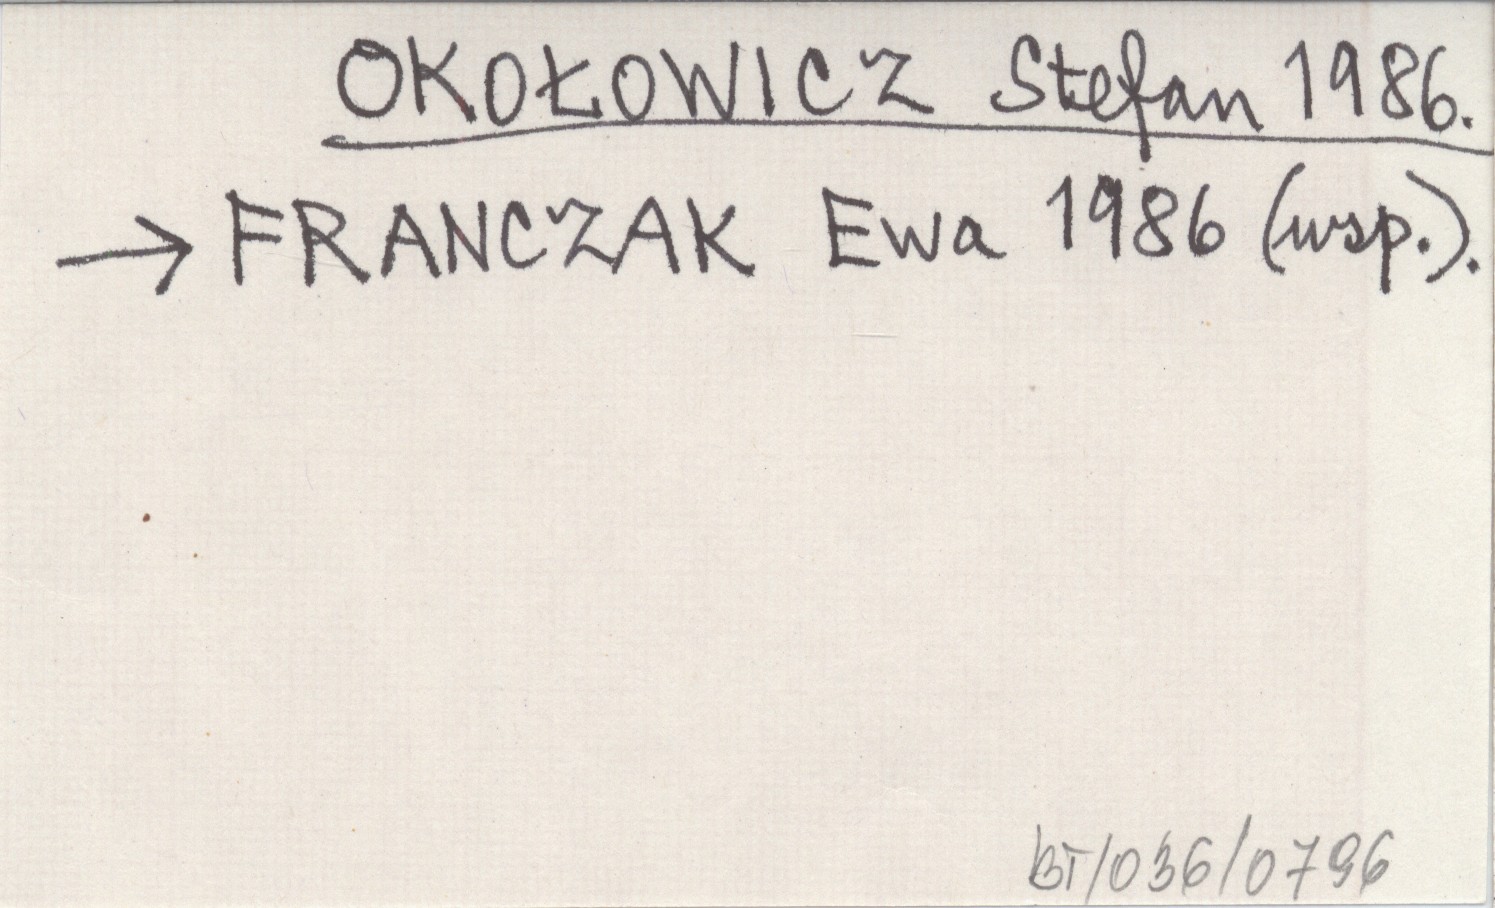 OKOŁOWICZ Stefan 1986.
→ FRANCZAK Ewa 1986 (wsp.).
BT/036/0796